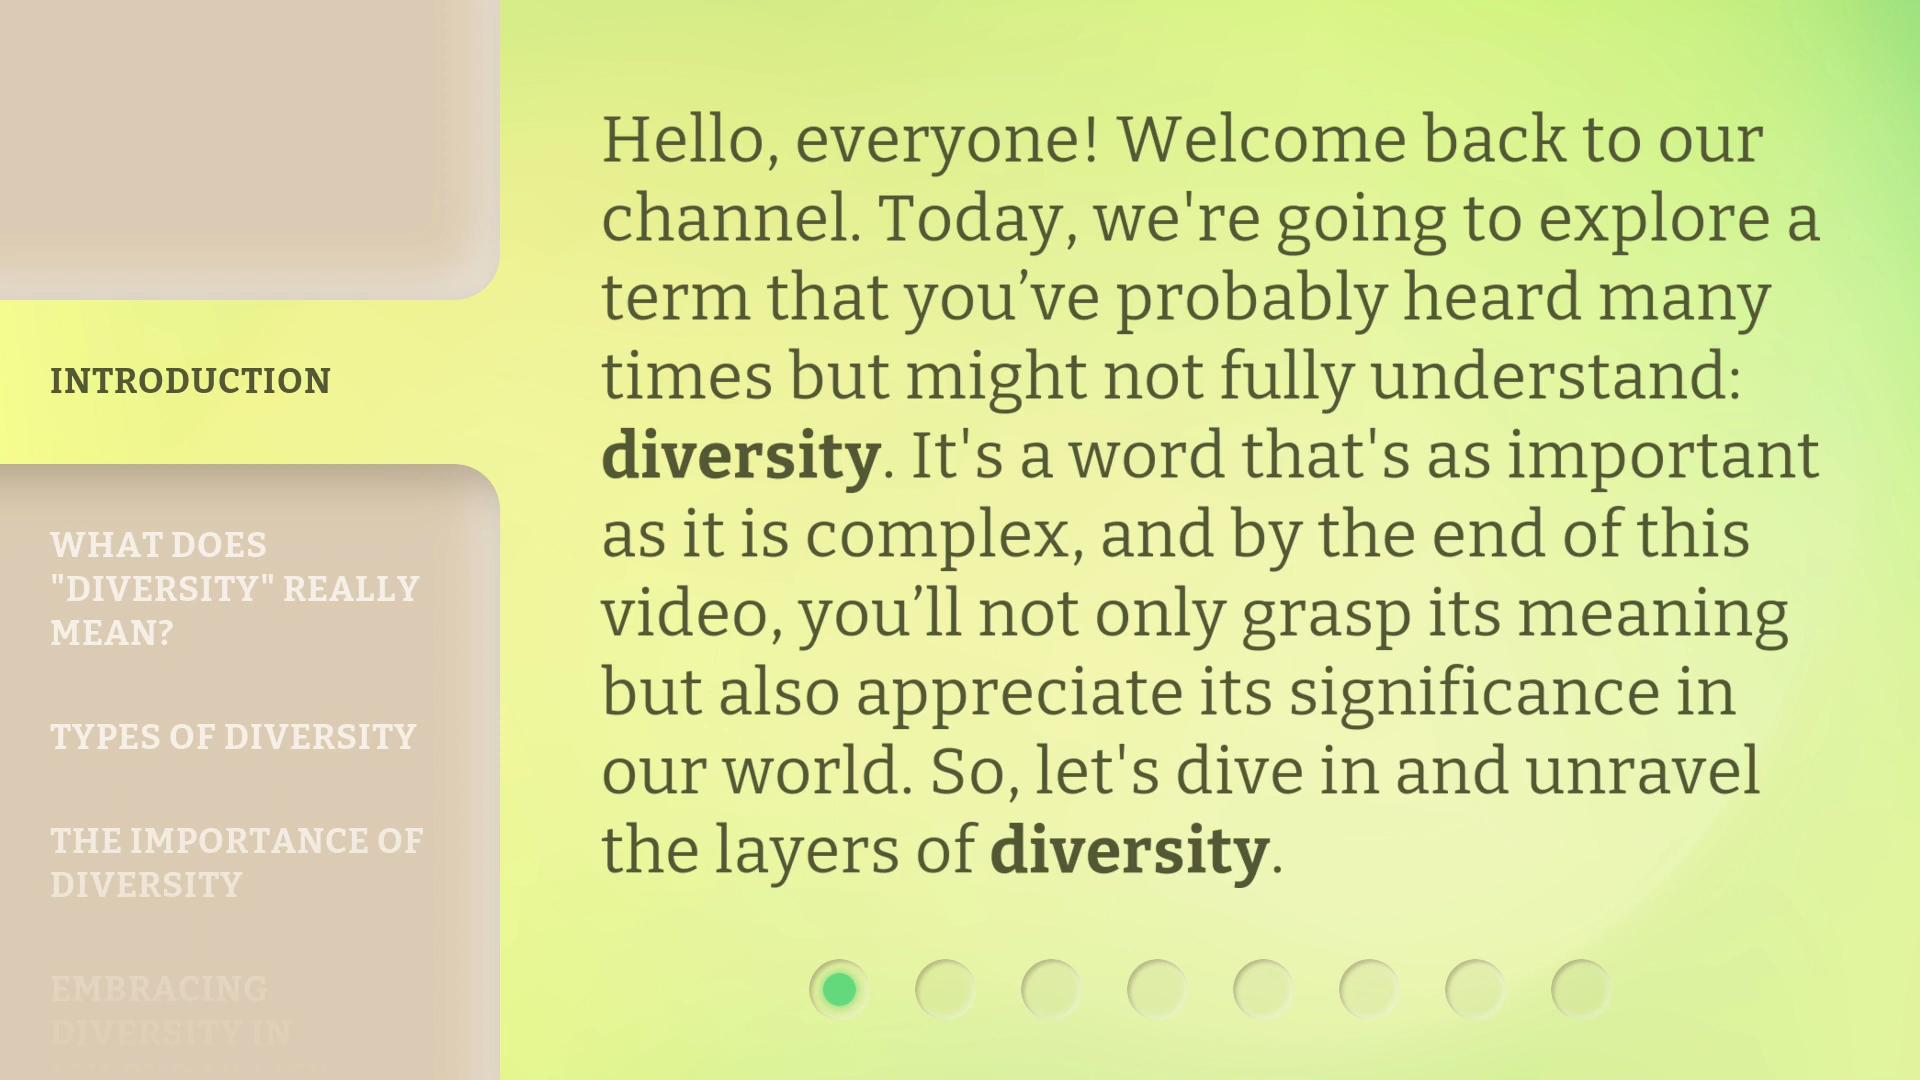 INTRODUCTION
WHAT DOES
"DIVERSITY" REALLY
MEAN?
TYPES OF DIVERSITY
THE IMPORTANCE OF
DIVERSITY
EMBRACING
DIVERSITY IN
Hello, everyone! Welcome back to our
channel. Today, we're going to explore a
term that you’ve probably heard many
times but might not fully understand:
diversity. It's a word that's as important
as it is complex, and by the end of this
video, you’ll not only grasp its meaning
but also appreciate its significance in
our world. So, let's dive in and unravel
the layers of diversity.